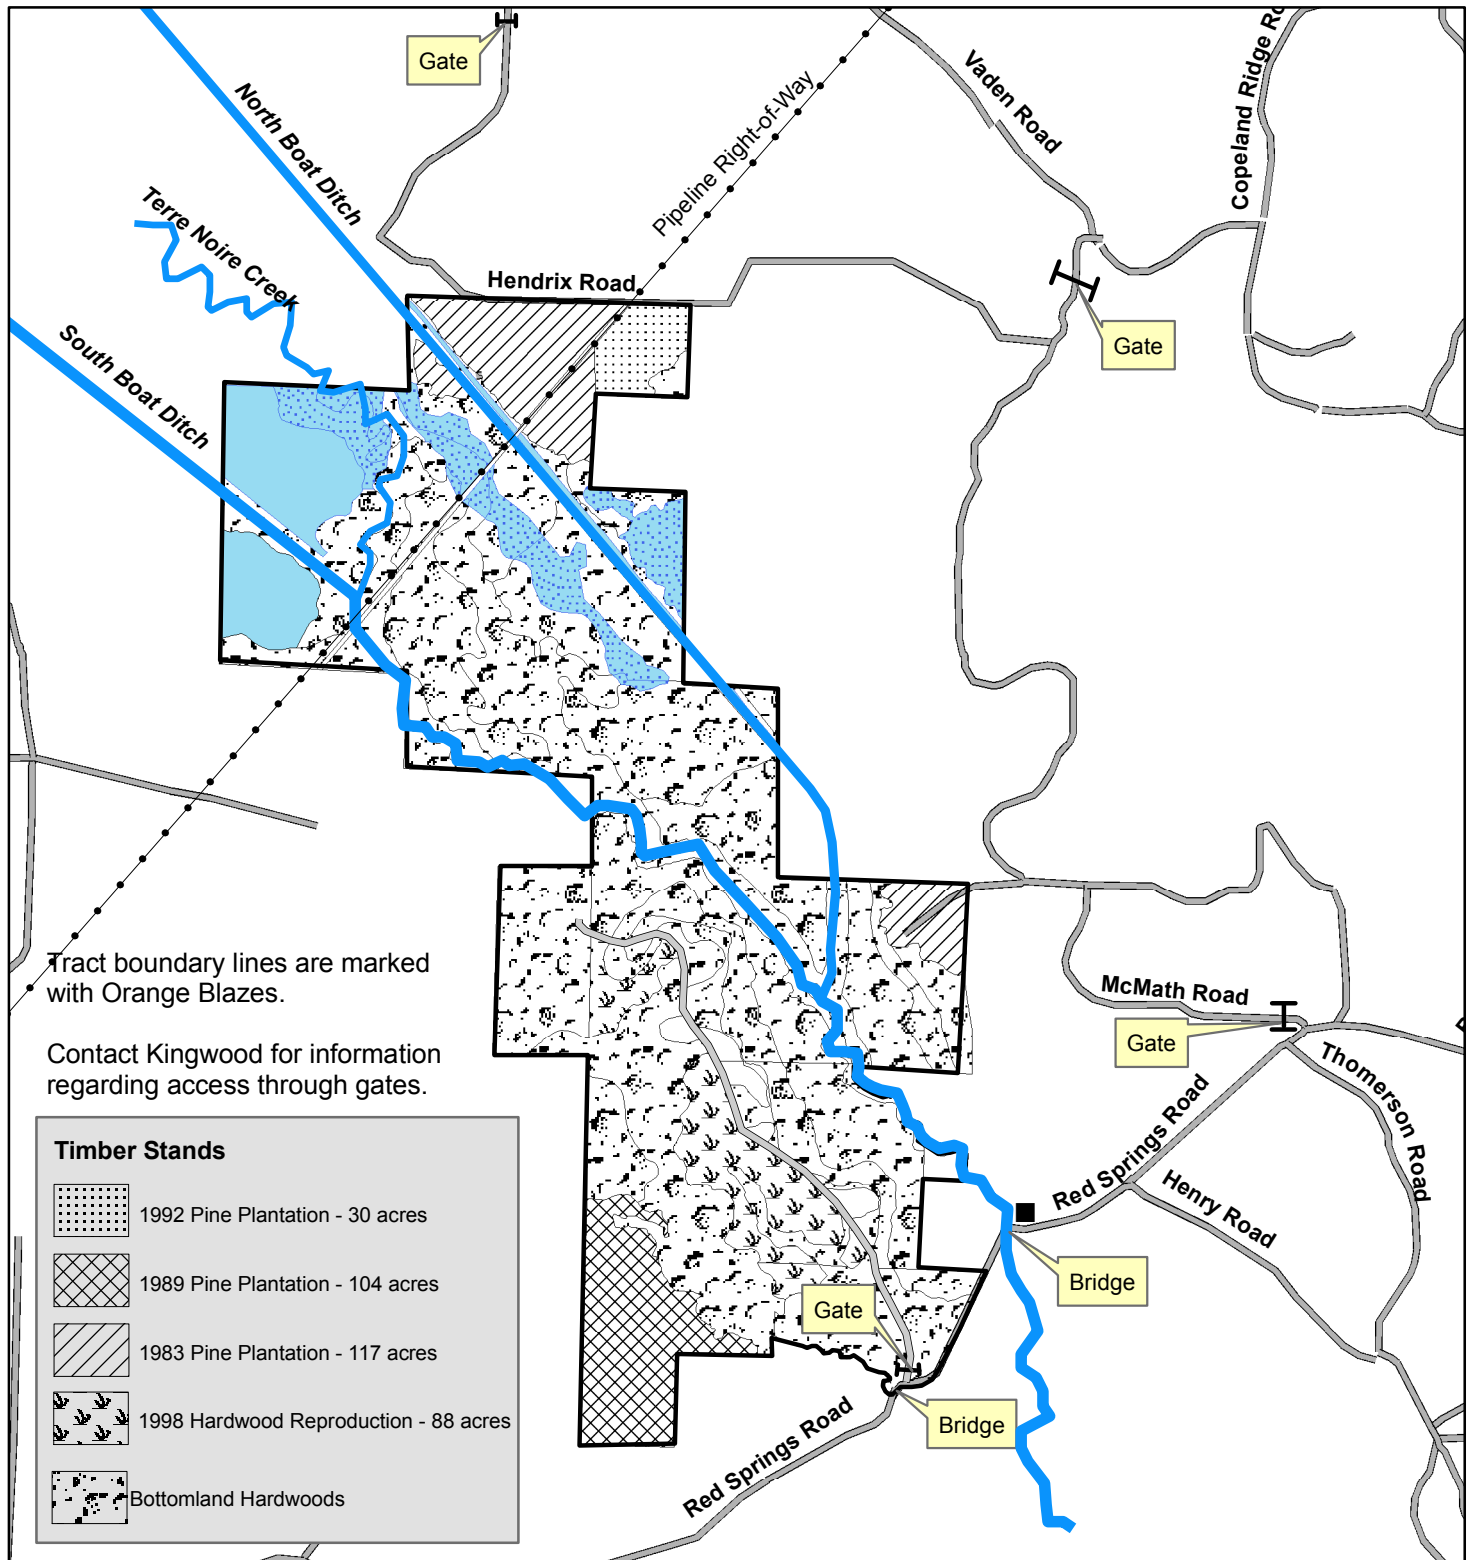 Gate
North Boat Ditch
Pipeline Right-of-Way
Vaden Road
Copeland Ridge
Terre Noire Creek
Hendrix Road
South Boat Ditch
Gate
Tract boundary lines are marked
with Orange Blazes.
McMath Road
Gate
Contact Kingwood for information
regarding access through gates.
Thomerson Road
Red Springs Road
Henry Road
Bridge
Gate
Bridge
Red Springs Road
Timber Stands
1992 Pine Plantation - 30 acres
1989 Pine Plantation - 104 acres
1983 Pine Plantation - 117 acres
1998 Hardwood Reproduction - 88 acres
Bottomland Hardwoods